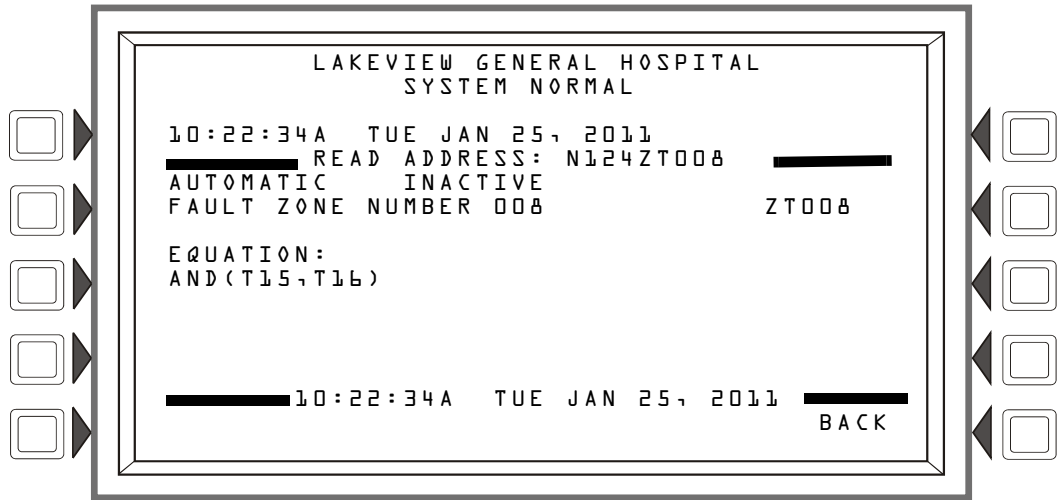 LAKEVIEW GENERAL HOSPITAL
SYSTEM NORMAL
10:22:34A TUE JAN 25, 2011
READ ADDRESS: N124ZT008
AUTOMATIC INACTIVE
FAULT ZONE NUMBER 008 ZT008
EQUATION:
AND(T15,T16)
10:22:34A TUE JAN 25, 2011
BACK